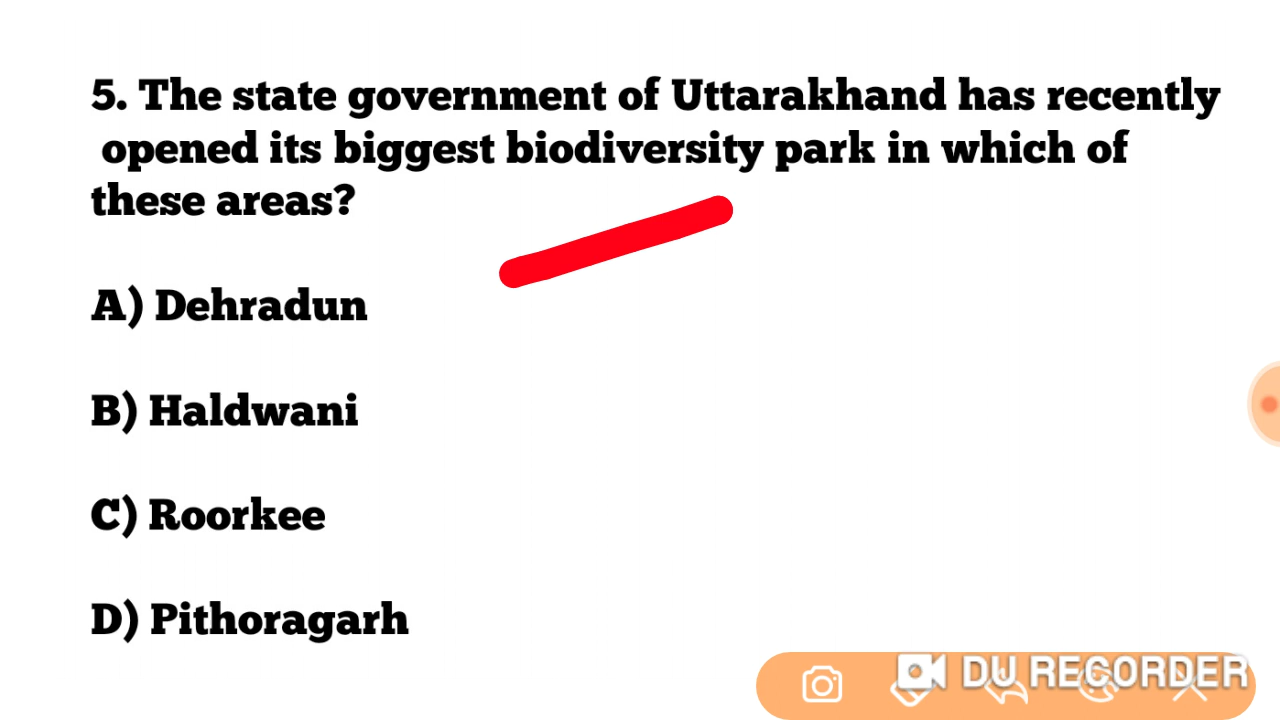 5. The state government of Uttarakhand has recently
opened its biggest biodiversity park in which of
these areas?
A) Dehradun
B) Haldwani
C) Roorkee
D) Pithoragarh
DU RECORDER